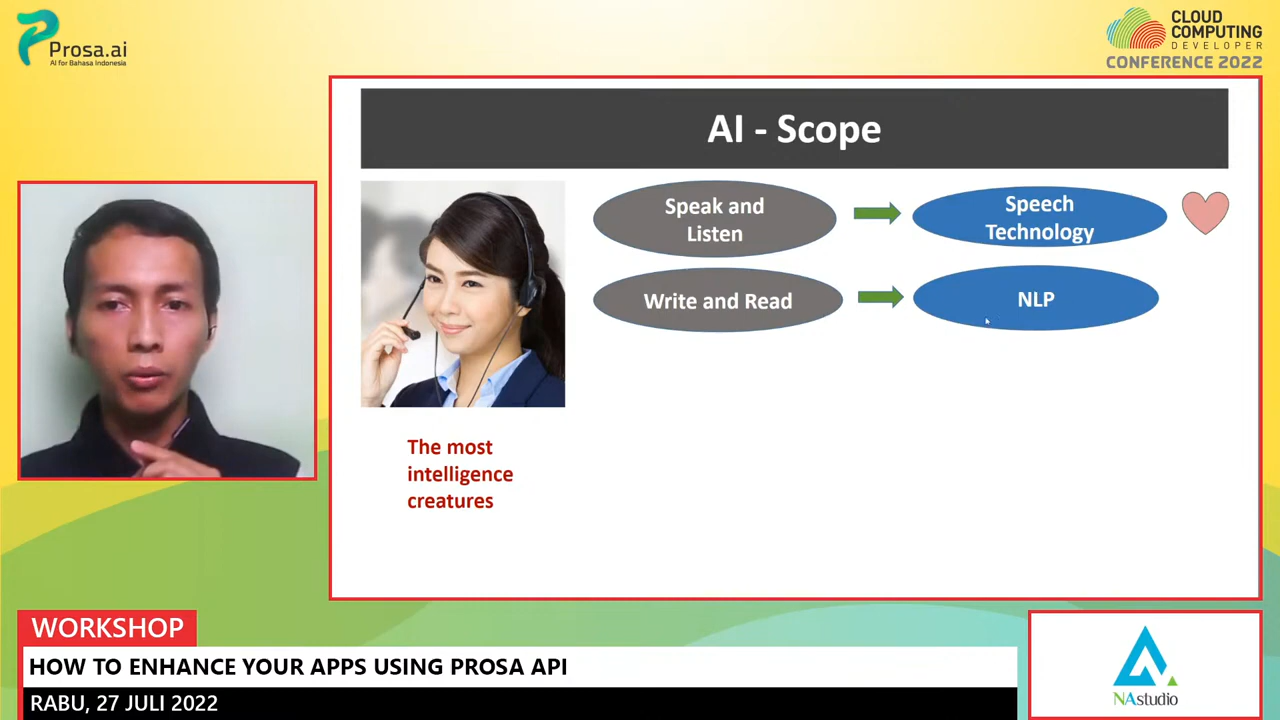 Prosa.ai
AI for Bahasa Indonesia
CLOUD
COMPUTING
DEVELOPER
CONFERENCE 2022
AI - Scope
Speak and
Listen
Speech
Technology
Write and Read
NLP
The most
intelligence
creatures
WORKSHOP
HOW TO ENHANCE YOUR APPS USING PROSA API
RABU, 27 JULI 2022
NAstudio